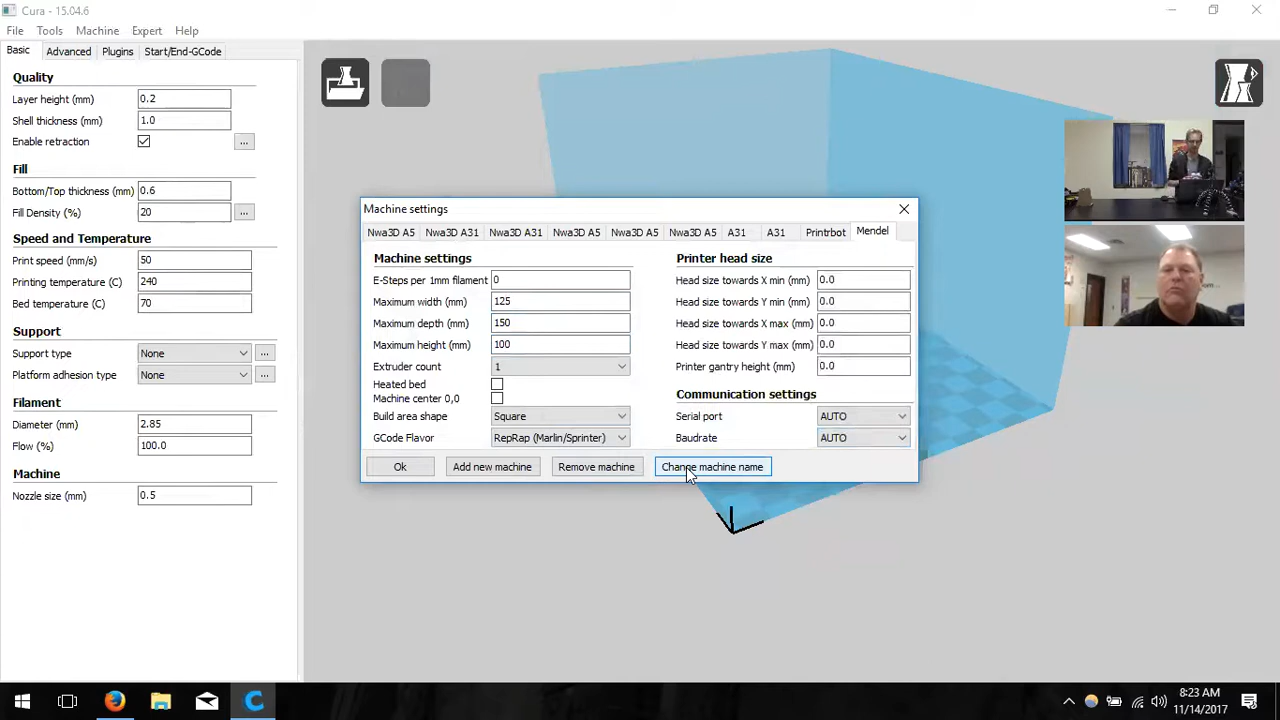 Cura - 15.04.6
File Tools Machine Expert Help
Basic Advanced Plugins Start/End-GCode
Quality
Layer height (mm) 0.2
Shell thickness (mm) 1.0
Enable retraction ...
Fill
Bottom/Top thickness (mm) 0.6
Fill Density (%) 20 ...
Speed and Temperature
Print speed (mm/s) 50
Printing temperature (C) 240
Bed temperature (C) 70
Support
Support type None ...
Platform adhesion type None ...
Filament
Diameter (mm) 2.85
Flow (%) 100.0
Machine
Nozzle size (mm) 0.5
Machine settings
Nwa3D A5 Nwa3D A31 Nwa3D A31 Nwa3D A5 Nwa3D A5 Nwa3D A5 A31 A31 Printrbot Mendel
Machine settings
E-Steps per 1mm filament 0
Maximum width (mm) 125
Maximum depth (mm) 150
Maximum height (mm) 100
Extruder count 1
Heated bed
Machine center 0,0
Build area shape Square
GCode Flavor RepRap (Marlin/Sprinter)
Printer head size
Head size towards X min (mm) 0.0
Head size towards Y min (mm) 0.0
Head size towards X max (mm) 0.0
Head size towards Y max (mm) 0.0
Printer gantry height (mm) 0.0
Communication settings
Serial port AUTO
Baudrate AUTO
Ok Add new machine Remove machine Change machine name
8:23 AM
11/14/2017